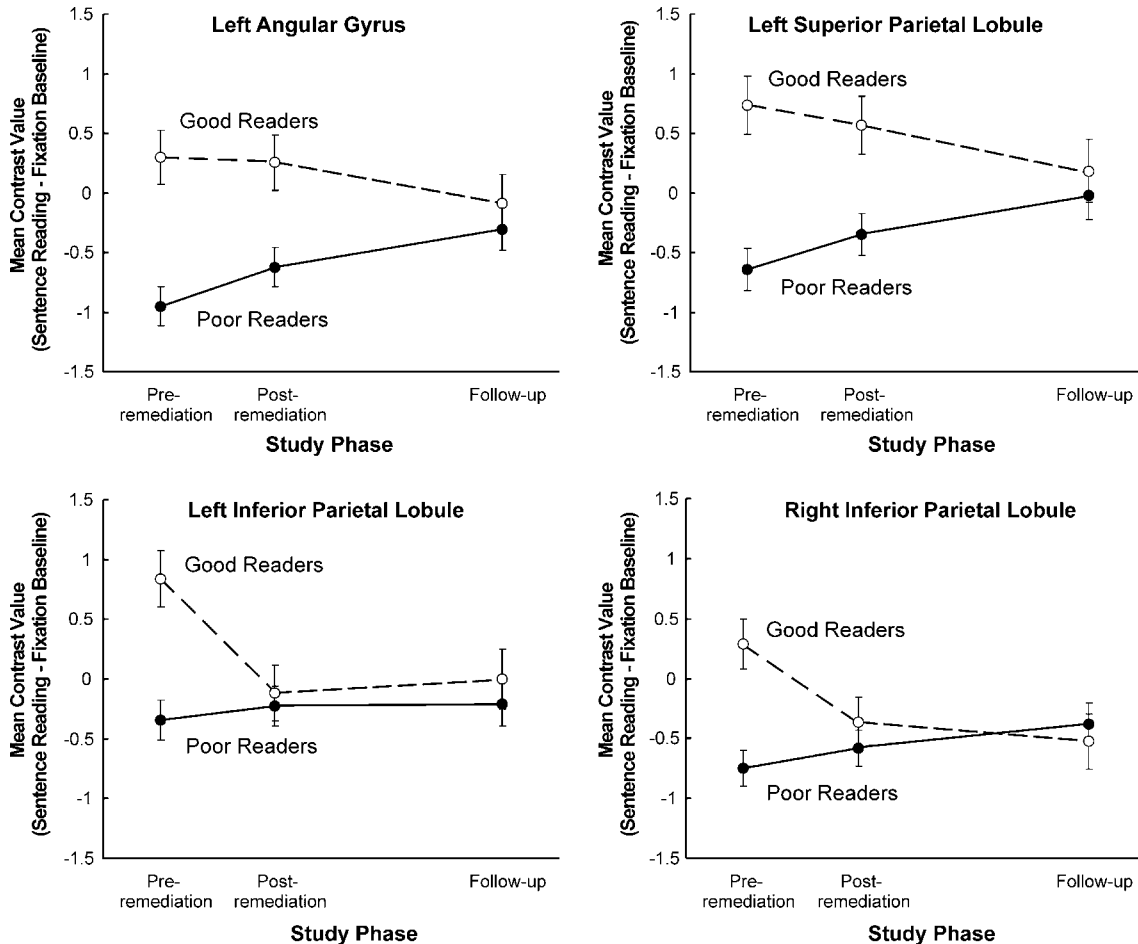 Left Angular Gyrus
Mean Contrast Value
(Sentence Reading - Fixation Baseline)
1.5
1
0.5
0
-0.5
-1
-1.5
Good Readers
Poor Readers
Pre-
remediation
Post-
remediation
Follow-up
Study Phase
Left Superior Parietal Lobule
Mean Contrast Value
(Sentence Reading - Fixation Baseline)
1.5
1
0.5
0
-0.5
-1
-1.5
Good Readers
Poor Readers
Pre-
remediation
Post-
remediation
Follow-up
Study Phase
Left Inferior Parietal Lobule
Mean Contrast Value
(Sentence Reading - Fixation Baseline)
1.5
1
0.5
0
-0.5
-1
-1.5
Good Readers
Poor Readers
Pre-
remediation
Post-
remediation
Follow-up
Study Phase
Right Inferior Parietal Lobule
Mean Contrast Value
(Sentence Reading - Fixation Baseline)
1.5
1
0.5
0
-0.5
-1
-1.5
Good Readers
Poor Readers
Pre-
remediation
Post-
remediation
Follow-up
Study Phase